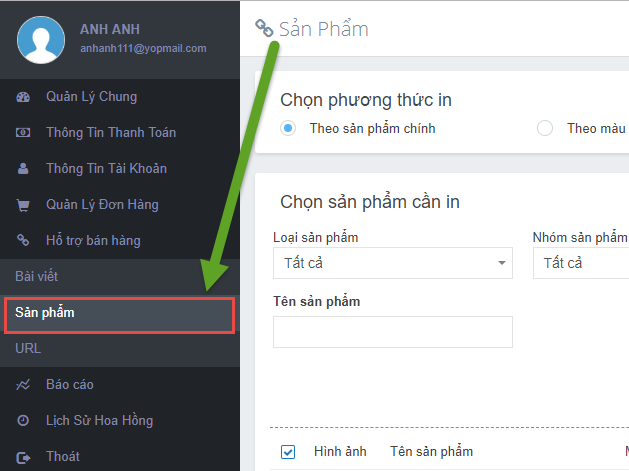 ANH ANH
anhanh111@yopmail.com
Quản Lý Chung
Thông Tin Thanh Toán
Thông Tin Tài Khoản
Quản Lý Đơn Hàng
Hỗ trợ bán hàng
Bài viết
Sản phẩm
URL
Báo cáo
Lịch Sử Hoa Hồng
Thoát
Sản Phẩm
Chọn phương thức in
Theo sản phẩm chính
Theo màu
Chọn sản phẩm cần in
Loại sản phẩm
Nhóm sản phẩm
Tất cả
Tất cả
Tên sản phẩm
Hình ảnh
Tên sản phẩm